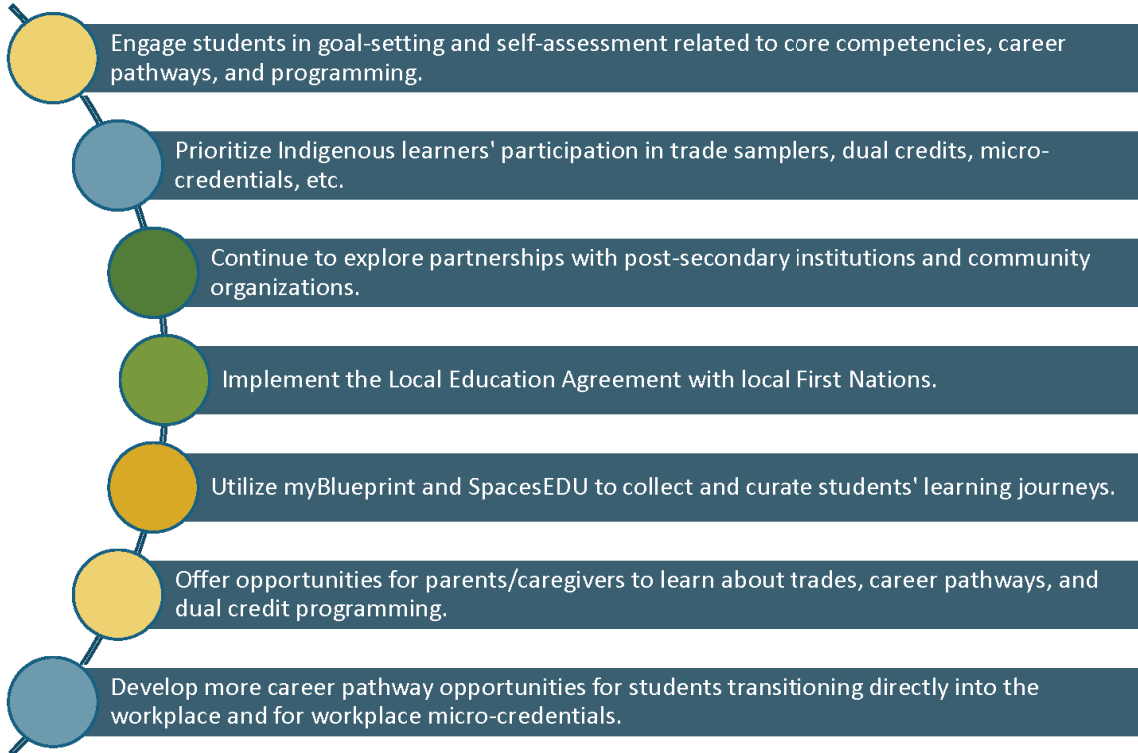 Engage students in goal-setting and self-assessment related to core competencies, career
pathways, and programming.
Prioritize Indigenous learners' participation in trade samplers, dual credits, micro-
credentials, etc.
Continue to explore partnerships with post-secondary institutions and community
organizations.
Implement the Local Education Agreement with local First Nations.
Utilize myBlueprint and SpacesEDU to collect and curate students' learning journeys.
Offer opportunities for parents/caregivers to learn about trades, career pathways, and
dual credit programming.
Develop more career pathway opportunities for students transitioning directly into the
workplace and for workplace micro-credentials.